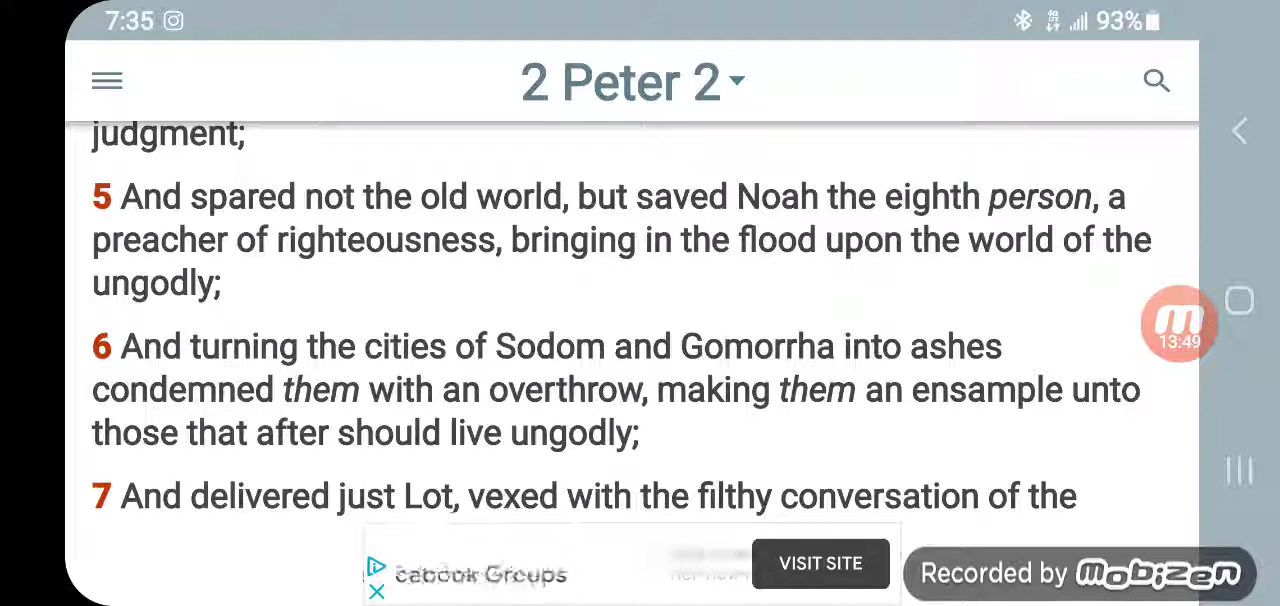 7:35
93%
2 Peter 2
judgment;
5 And spared not the old world, but saved Noah the eighth person, a
preacher of righteousness, bringing in the flood upon the world of the
ungodly;
13:49
6 And turning the cities of Sodom and Gomorrha into ashes
condemned them with an overthrow, making them an ensample unto
those that after should live ungodly;
7 And delivered just Lot, vexed with the filthy conversation of the
cebook Groups
VISIT SITE
Recorded by mobizen